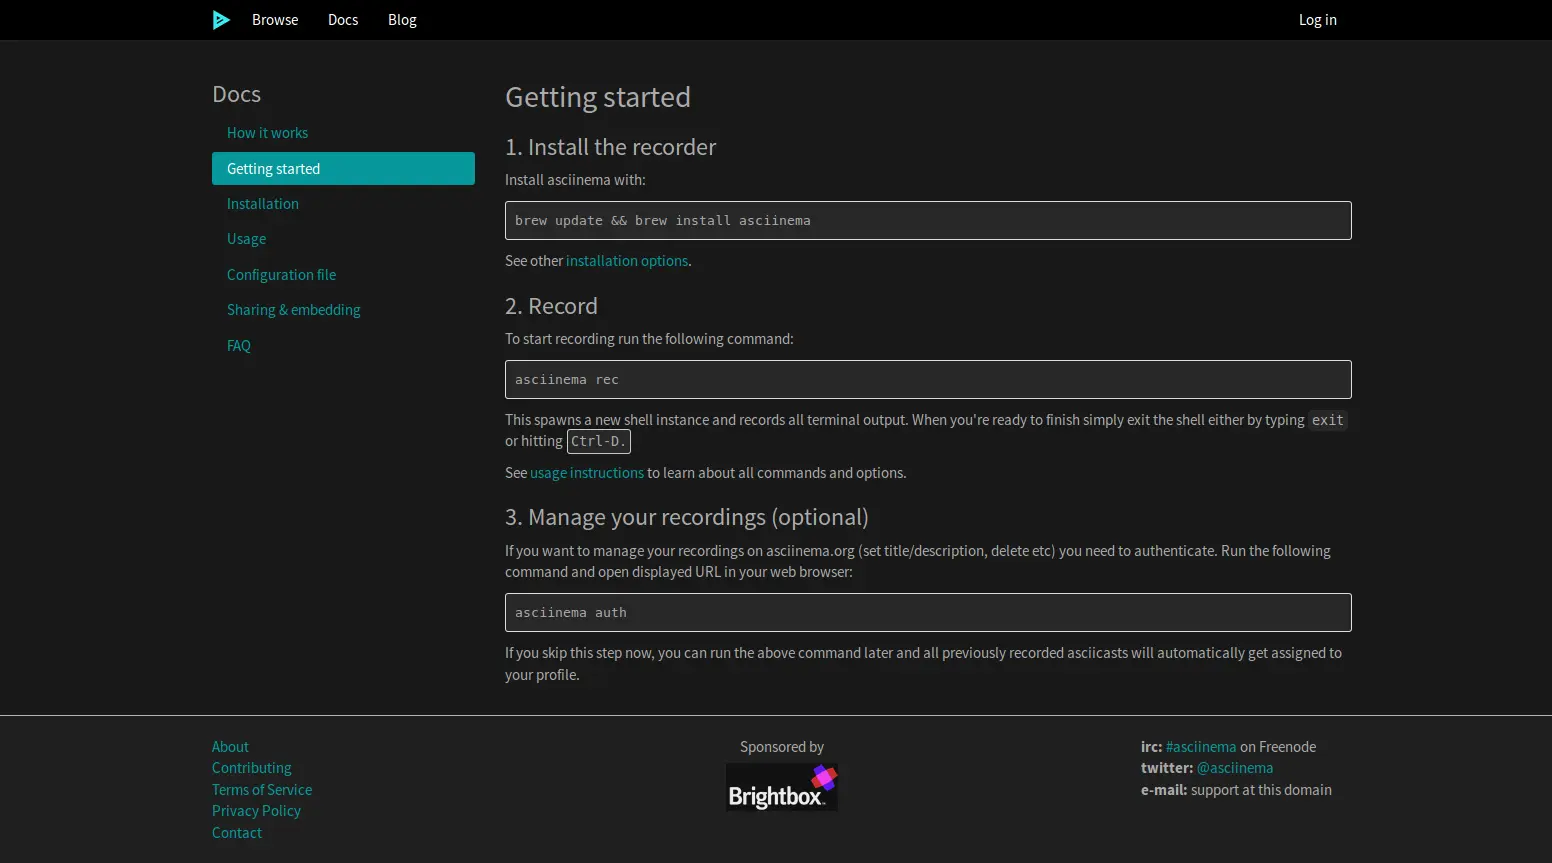 Browse Docs Blog Log in
Docs
How it works
Getting started
Installation
Usage
Configuration file
Sharing & embedding
FAQ
Getting started
1. Install the recorder
Install asciinema with:
brew update && brew install asciinema
See other installation options.
2. Record
To start recording run the following command:
asciinema rec
This spawns a new shell instance and records all terminal output. When you're ready to finish simply exit the shell either by typing exit
or hitting Ctrl-D.
See usage instructions to learn about all commands and options.
3. Manage your recordings (optional)
If you want to manage your recordings on asciinema.org (set title/description, delete etc) you need to authenticate. Run the following
command and open displayed URL in your web browser:
asciinema auth
If you skip this step now, you can run the above command later and all previously recorded asciicasts will automatically get assigned to
your profile.
About
Contributing
Terms of Service
Privacy Policy
Contact
Sponsored by
Brightbox
irc: #asciinema on Freenode
twitter: @asciinema
e-mail: support at this domain